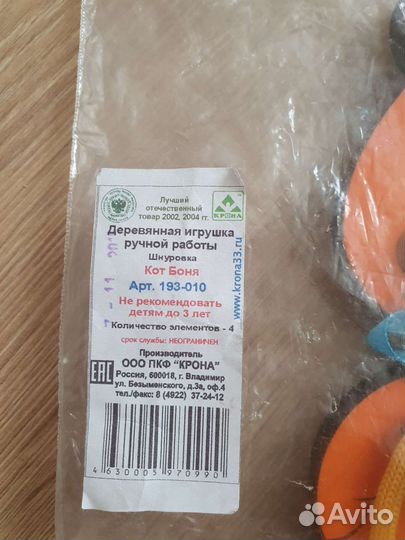 Лучший
отечественный
товар 2002, 2004 гг.
КРОНА
Деревянная игрушка
ручной работы
Шнуровка
Кот Боня
Арт. 193-010
Не рекомендовать
детям до 3 лет
Количество элементов - 4
срок службы: НЕОГРАНИЧЕН
Производитель
ООО ПКФ "КРОНА"
Россия, 600018, г. Владимир
ул. Безыменского, д.3а, оф.4
тел./факс: 8 (4922) 37-24-12
EAC
www.krona33.ru
4 630005 970990
Avito